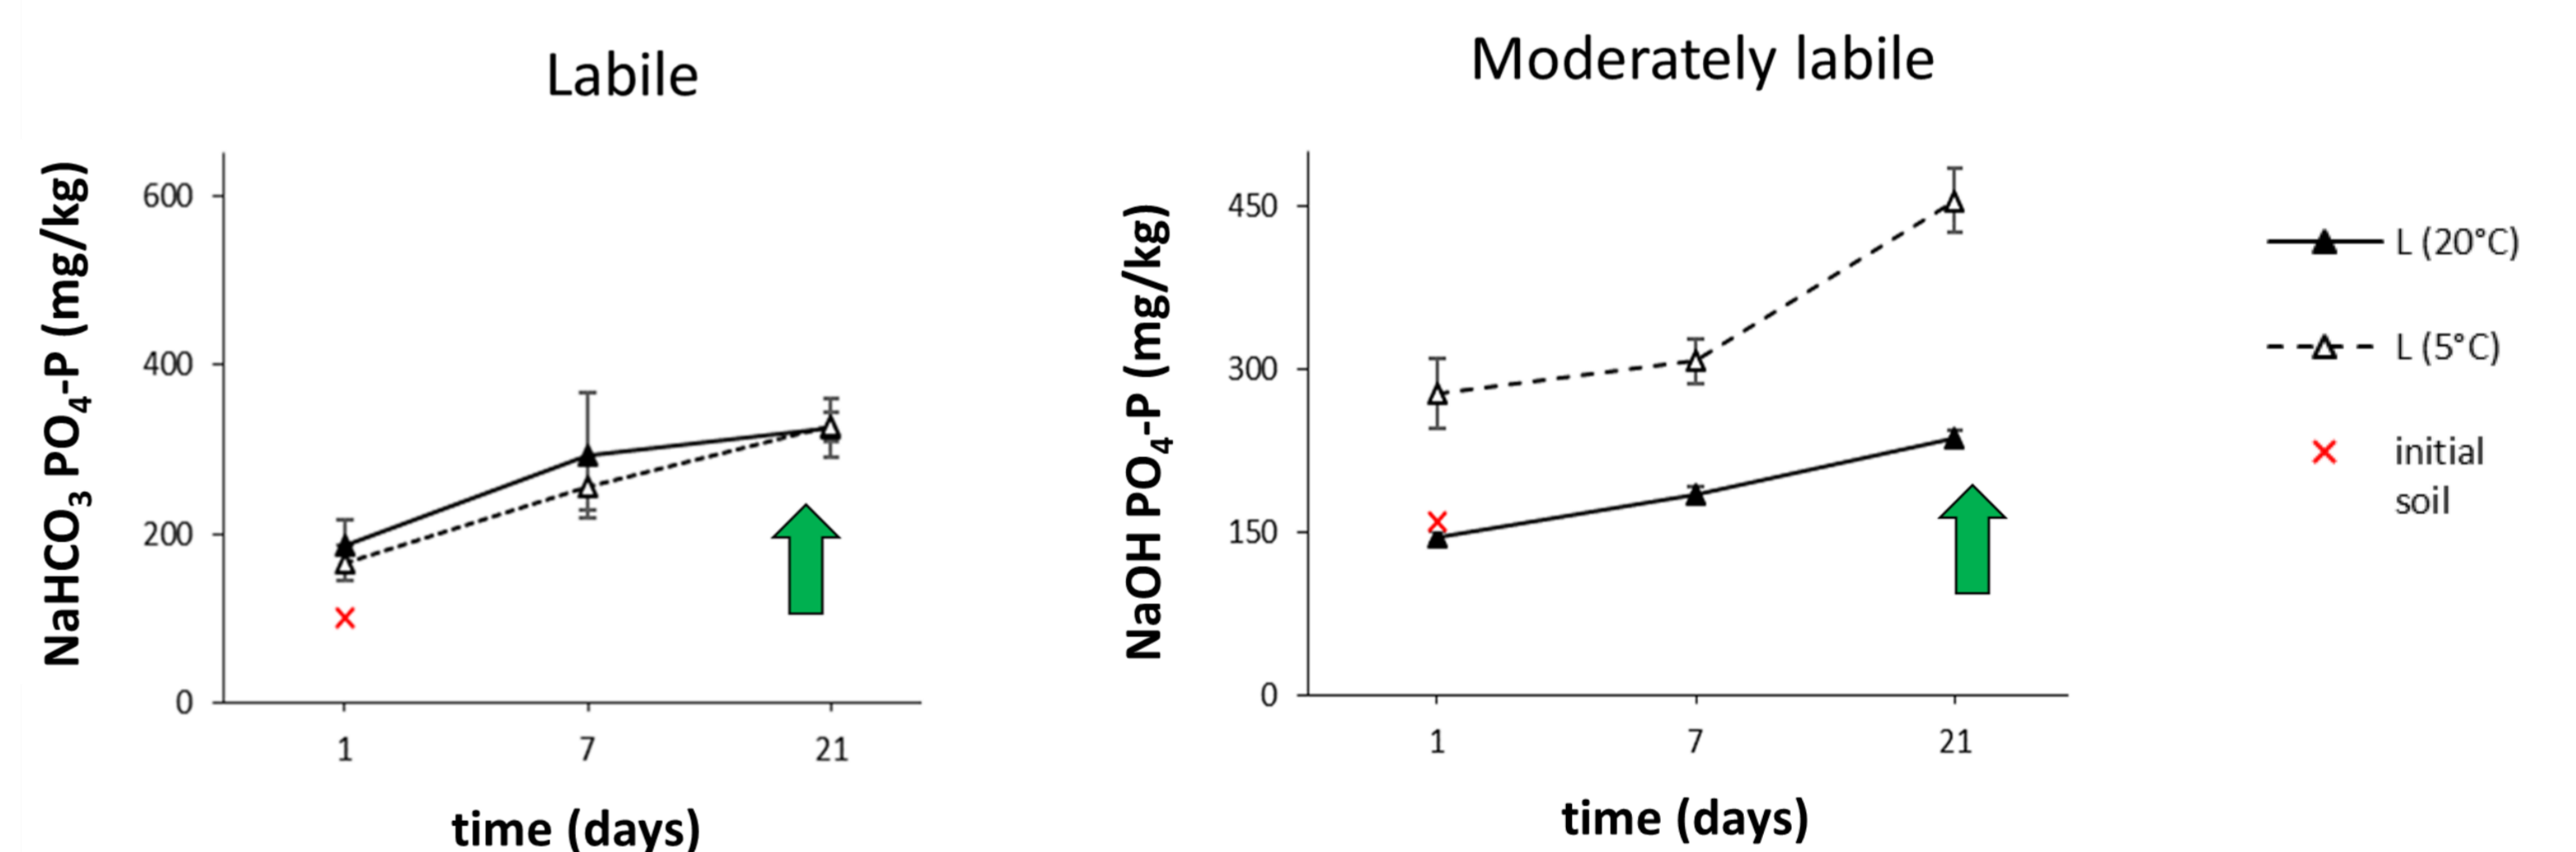 Labile
NaHCO3 PO4-P (mg/kg)
600
400
200
0
1 7 21
time (days)
Moderately labile
NaOH PO4-P (mg/kg)
450
300
150
0
1 7 21
time (days)
L (20°C)
L (5°C)
initial
soil